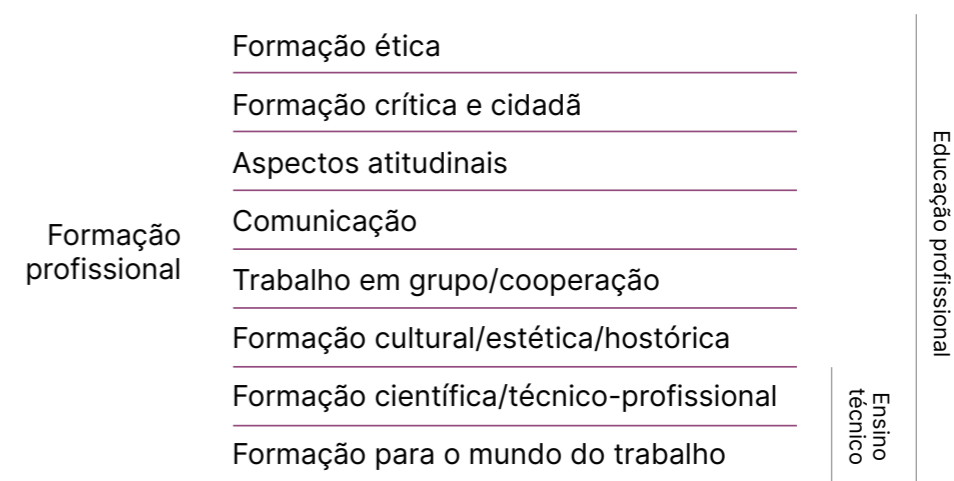 Formação ética
Formação crítica e cidadã
Aspectos atitudinais
Comunicação
Formação
profissional
Trabalho em grupo/cooperação
Formação cultural/estética/hostórica
Formação científica/técnico-profissional
Formação para o mundo do trabalho
Ensino
técnico
Educação profissional